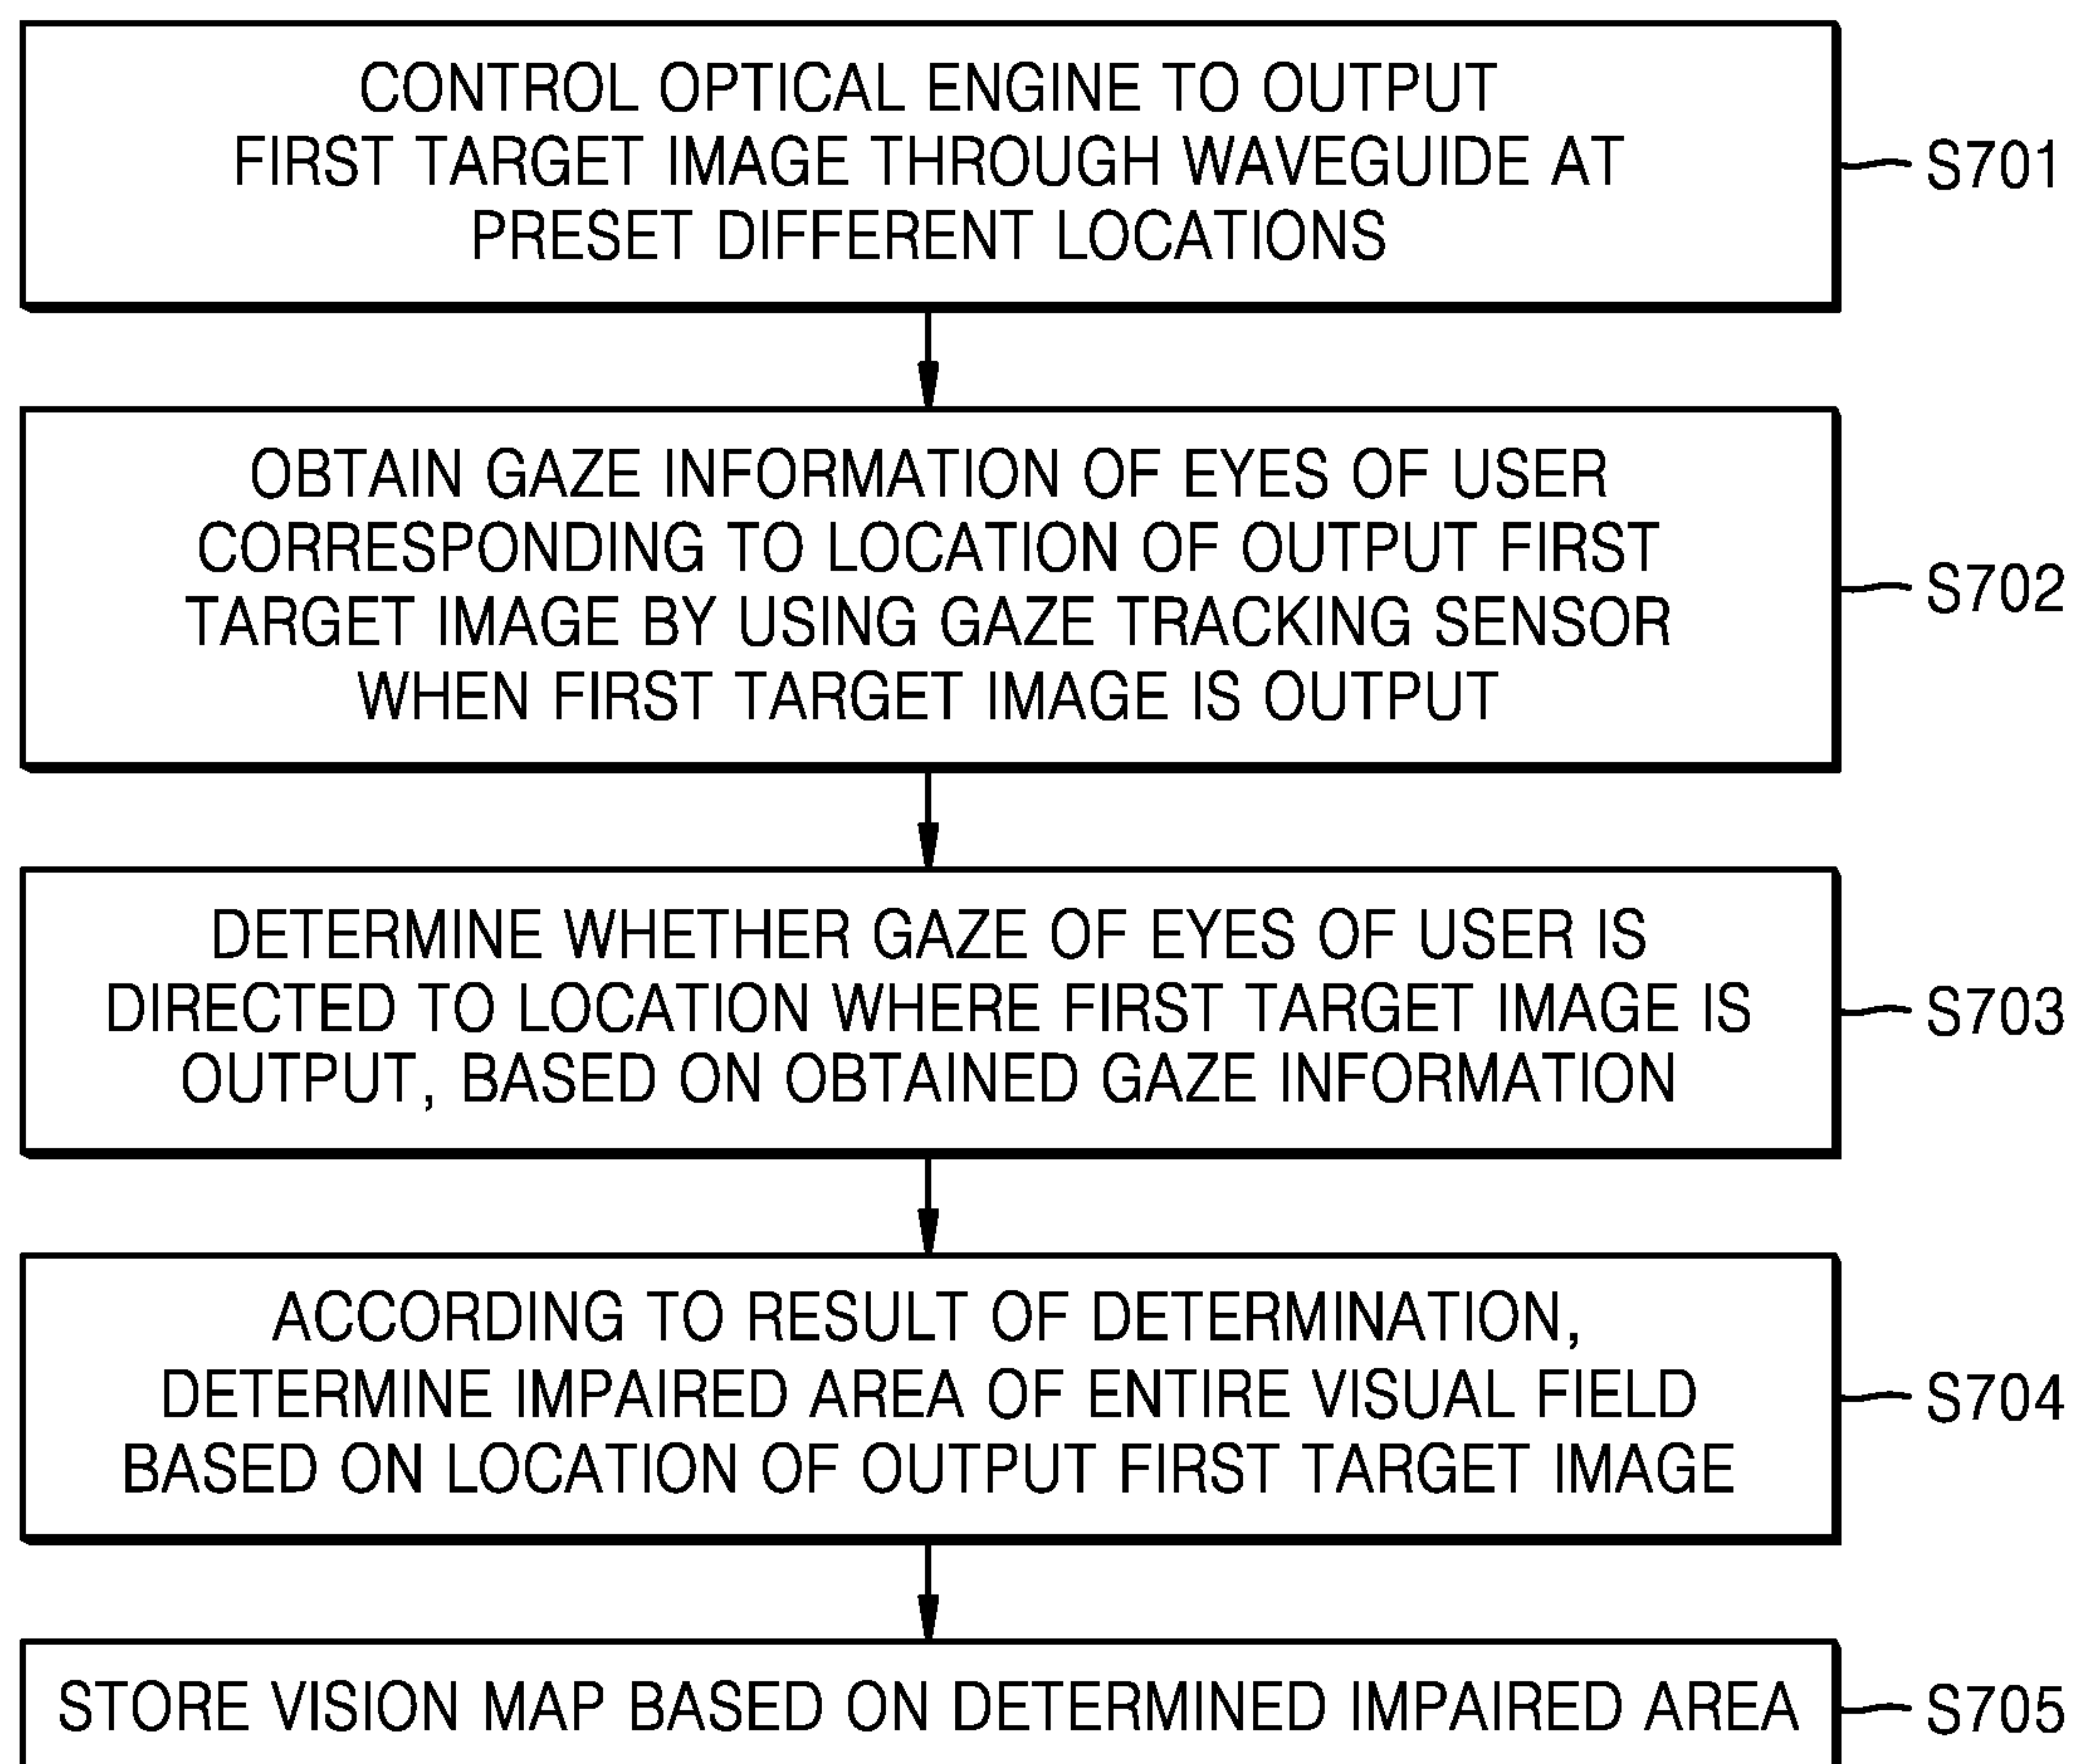 CONTROL OPTICAL ENGINE TO OUTPUT
FIRST TARGET IMAGE THROUGH WAVEGUIDE AT
PRESET DIFFERENT LOCATIONS
S701
OBTAIN GAZE INFORMATION OF EYES OF USER
CORRESPONDING TO LOCATION OF OUTPUT FIRST
TARGET IMAGE BY USING GAZE TRACKING SENSOR
WHEN FIRST TARGET IMAGE IS OUTPUT
S702
DETERMINE WHETHER GAZE OF EYES OF USER IS
DIRECTED TO LOCATION WHERE FIRST TARGET IMAGE IS
OUTPUT, BASED ON OBTAINED GAZE INFORMATION
S703
ACCORDING TO RESULT OF DETERMINATION,
DETERMINE IMPAIRED AREA OF ENTIRE VISUAL FIELD
BASED ON LOCATION OF OUTPUT FIRST TARGET IMAGE
S704
STORE VISION MAP BASED ON DETERMINED IMPAIRED AREA
S705